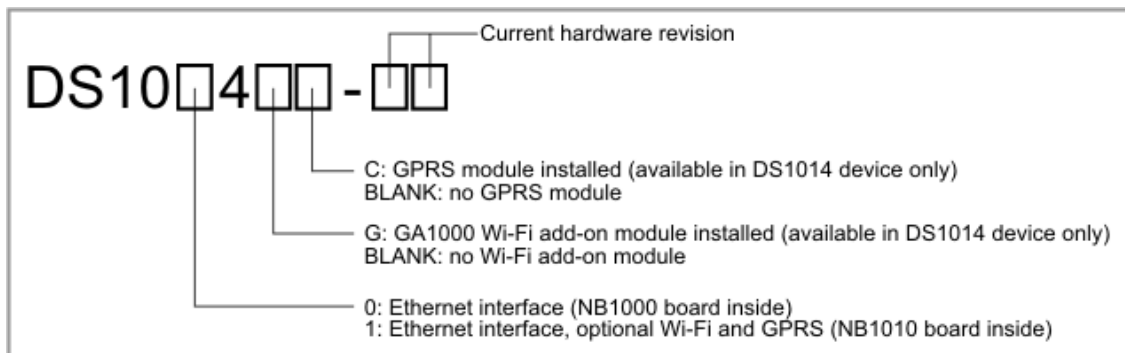 Current hardware revision
DS10□4□□-□□
C: GPRS module installed (available in DS1014 device only)
BLANK: no GPRS module
G: GA1000 Wi-Fi add-on module installed (available in DS1014 device only)
BLANK: no Wi-Fi add-on module
0: Ethernet interface (NB1000 board inside)
1: Ethernet interface, optional Wi-Fi and GPRS (NB1010 board inside)